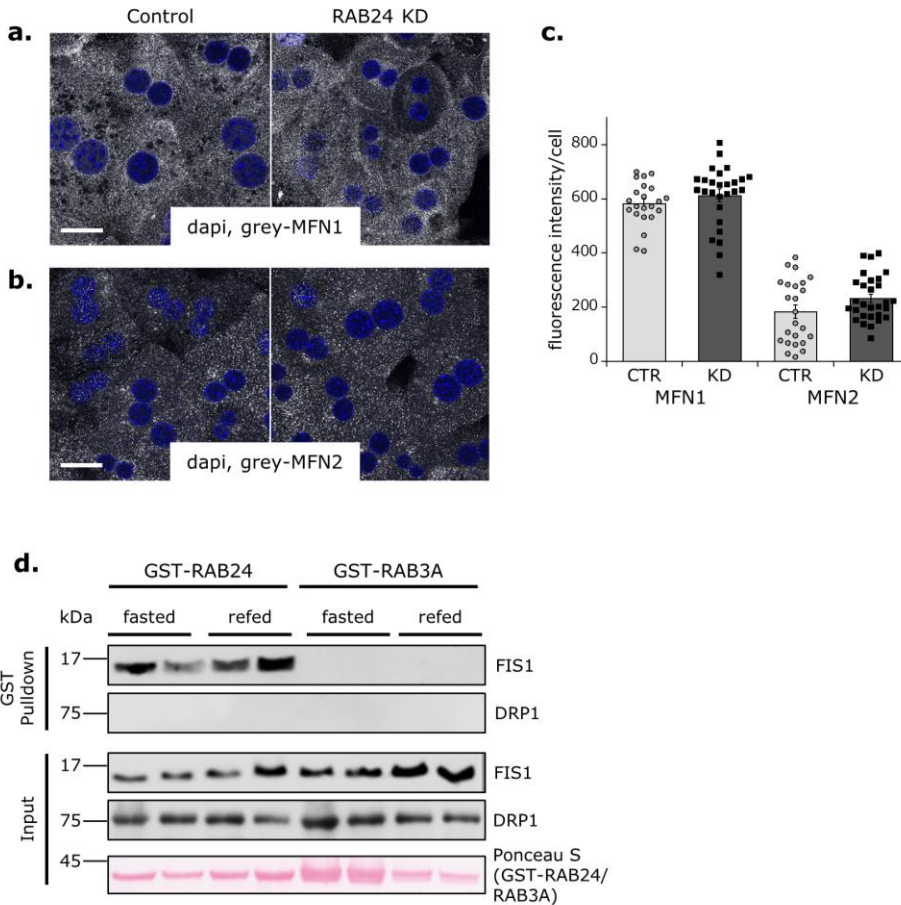 Control RAB24 KD
a.
dapi, grey-MFN1
b.
dapi, grey-MFN2
c.
fluorescence intensity/cell
800
600
400
200
0
CTR KD CTR KD
MFN1 MFN2
d.
GST-RAB24 GST-RAB3A
kDa fasted refed fasted refed
GST
Pulldown
17 FIS1
75 DRP1
Input
17 FIS1
75 DRP1
45 Ponceau S
(GST-RAB24/
RAB3A)